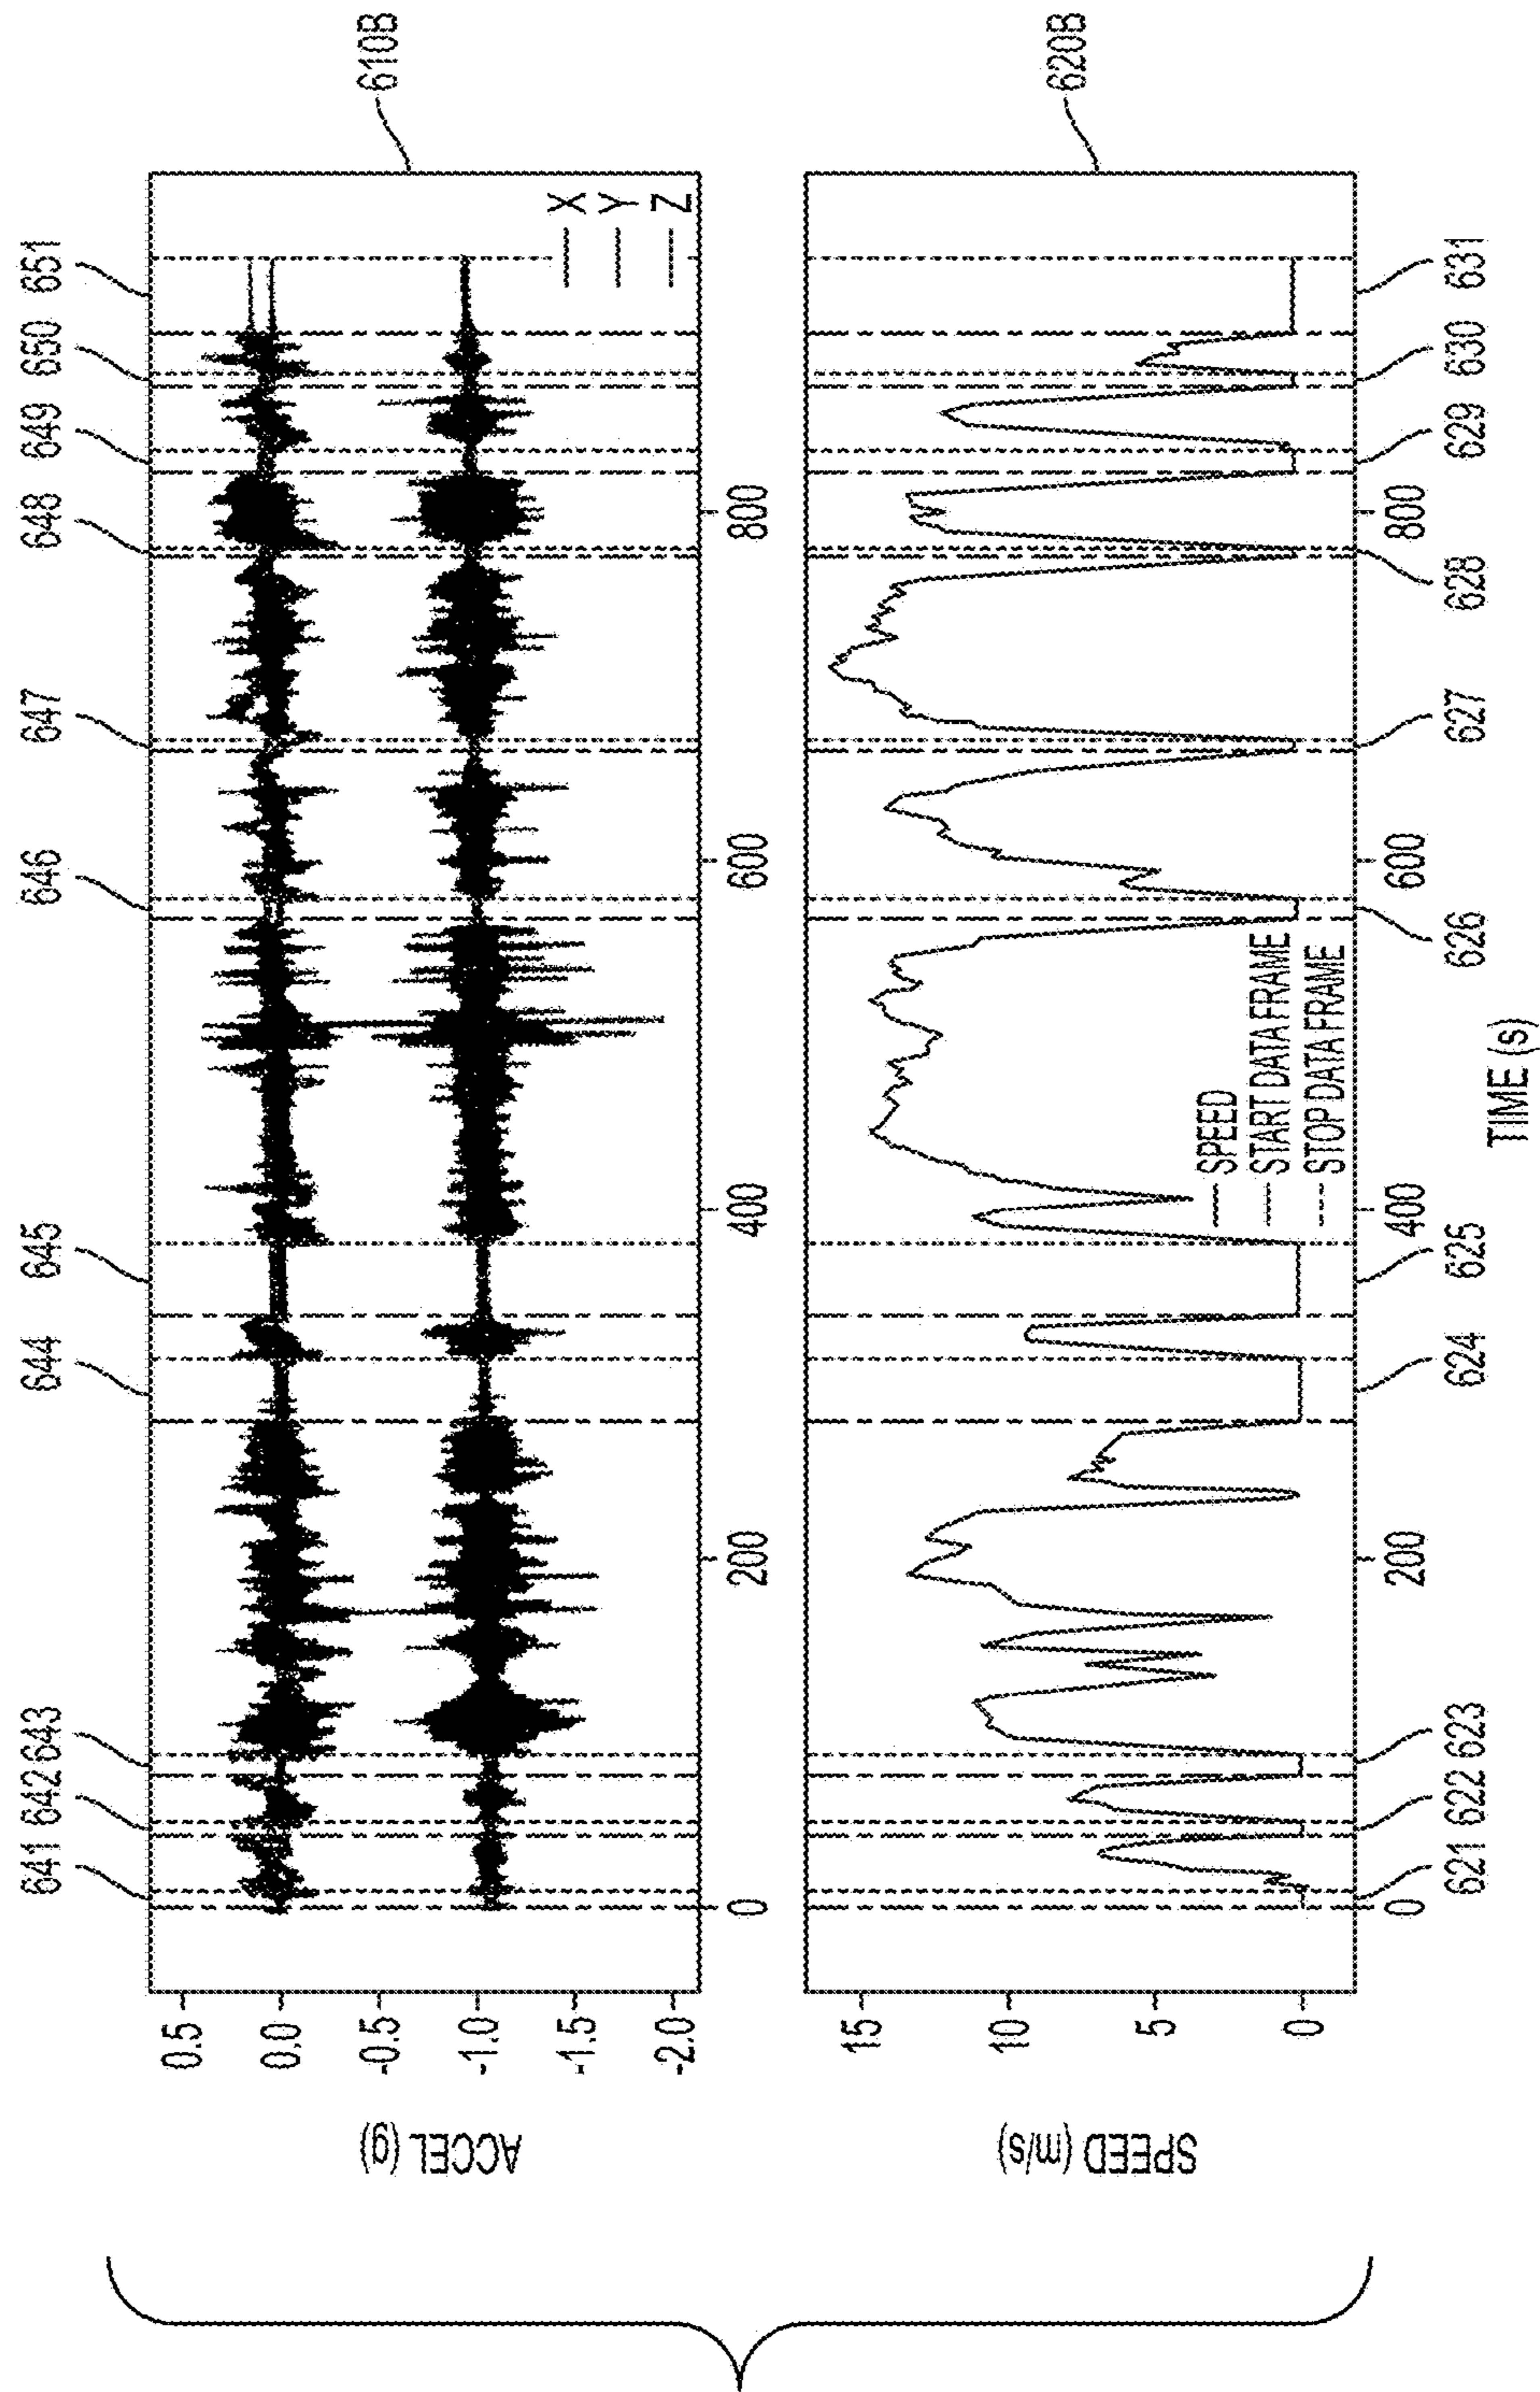 641 642 643 644 645 646 647 648 649 650 651
0.5
0.0
-0.5
-1.0
-1.5
-2.0
ACCEL (g)
X
Y
Z
610B
0 200 400 600 800
15
10
5
0
SPEED (m/s)
SPEED
START DATA FRAME
STOP DATA FRAME
620B
0 200 400 600 800
621 622 623 624 625 626 627 628 629 630 631
TIME (s)